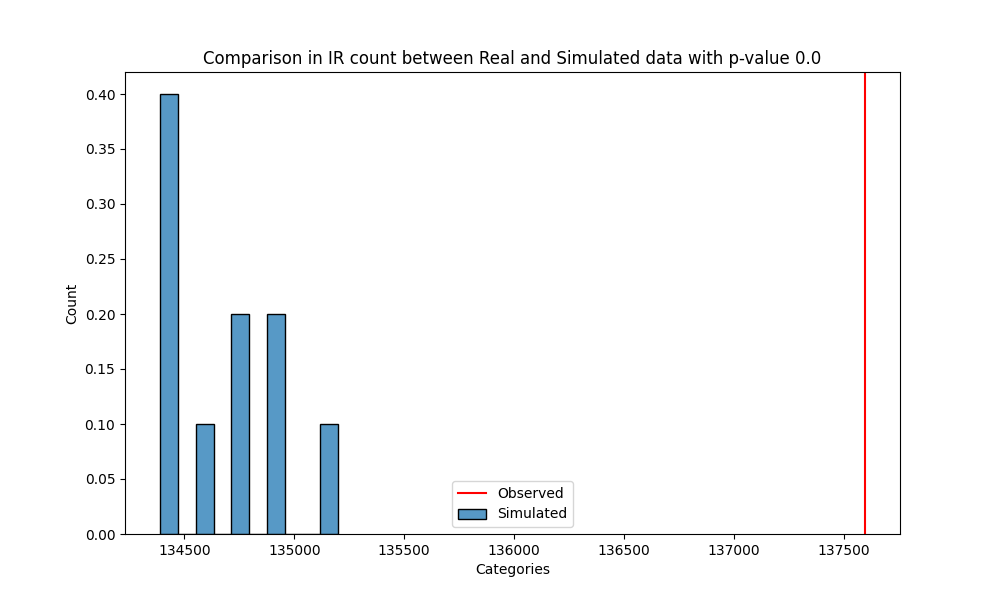 Comparison in IR count between Real and Simulated data with p-value 0.0
0.40
0.35
0.30
0.25
0.20
0.15
0.10
0.05
0.00
Count
Observed
Simulated
134500 135000 135500 136000 136500 137000 137500
Categories